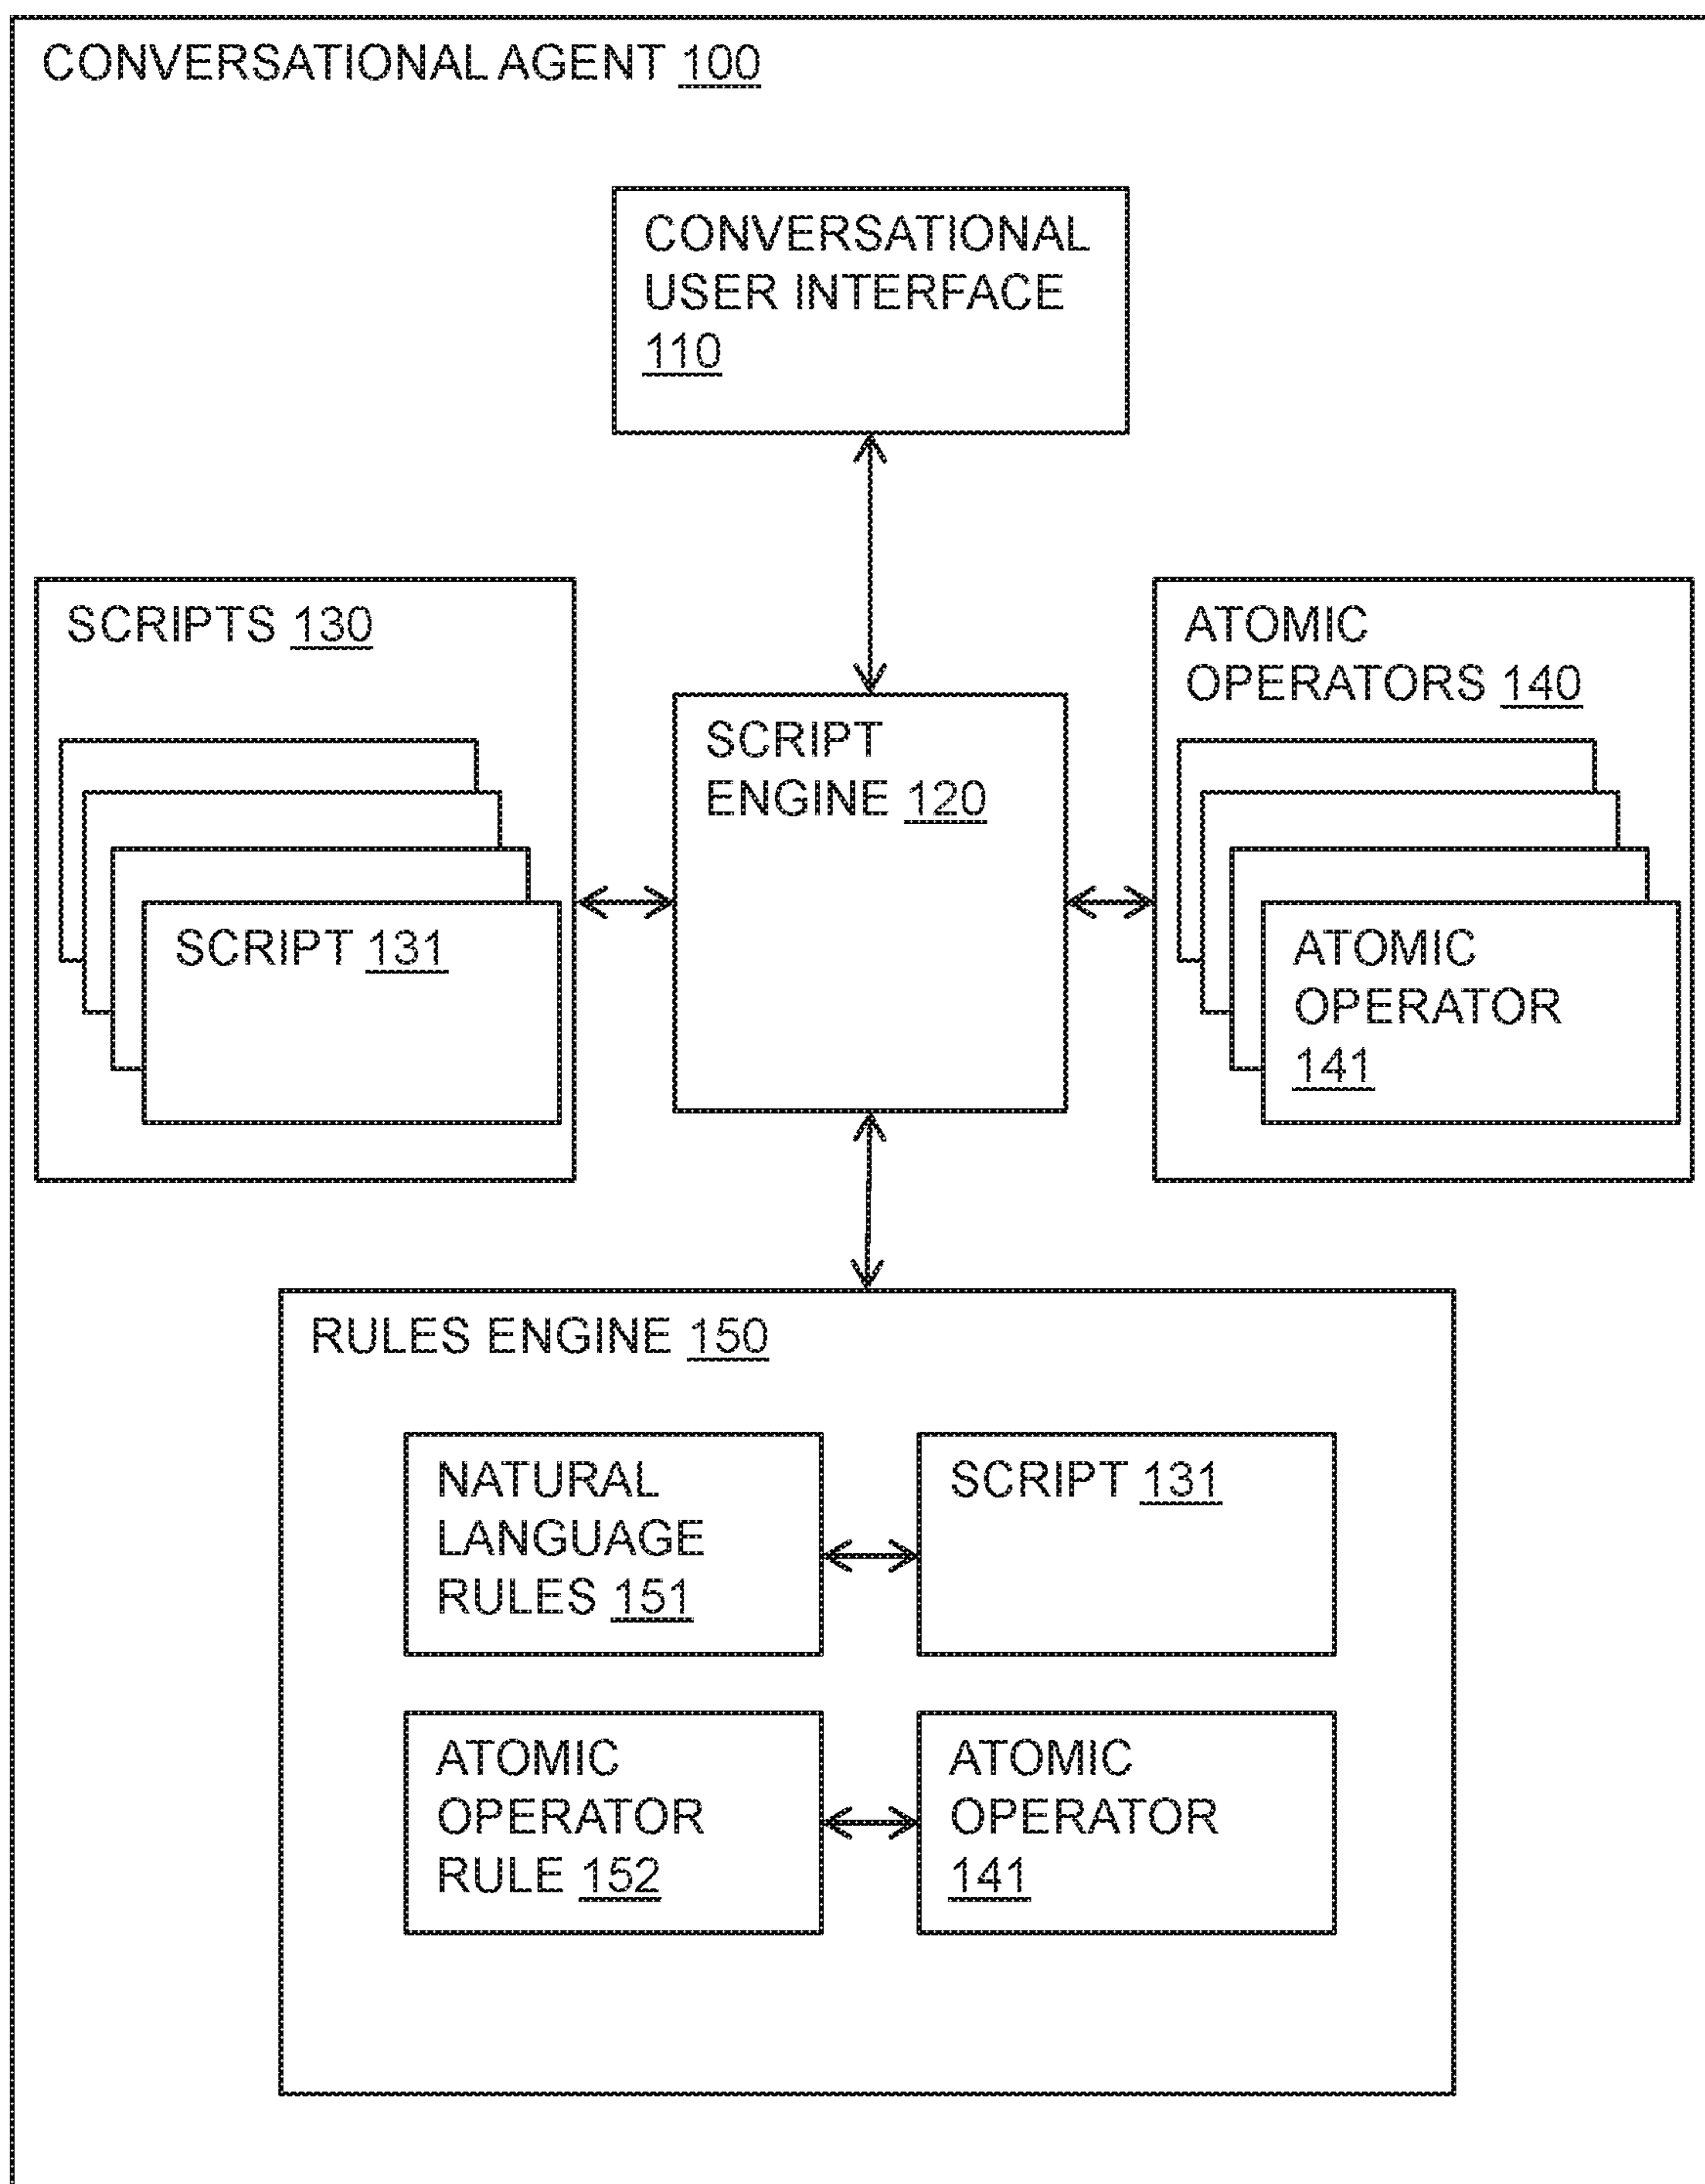 CONVERSATIONAL AGENT 100
CONVERSATIONAL
USER INTERFACE
110
SCRIPTS 130
SCRIPT 131
SCRIPT
ENGINE 120
ATOMIC
OPERATORS 140
ATOMIC
OPERATOR
141
RULES ENGINE 150
NATURAL
LANGUAGE
RULES 151
SCRIPT 131
ATOMIC
OPERATOR
RULE 152
ATOMIC
OPERATOR
141